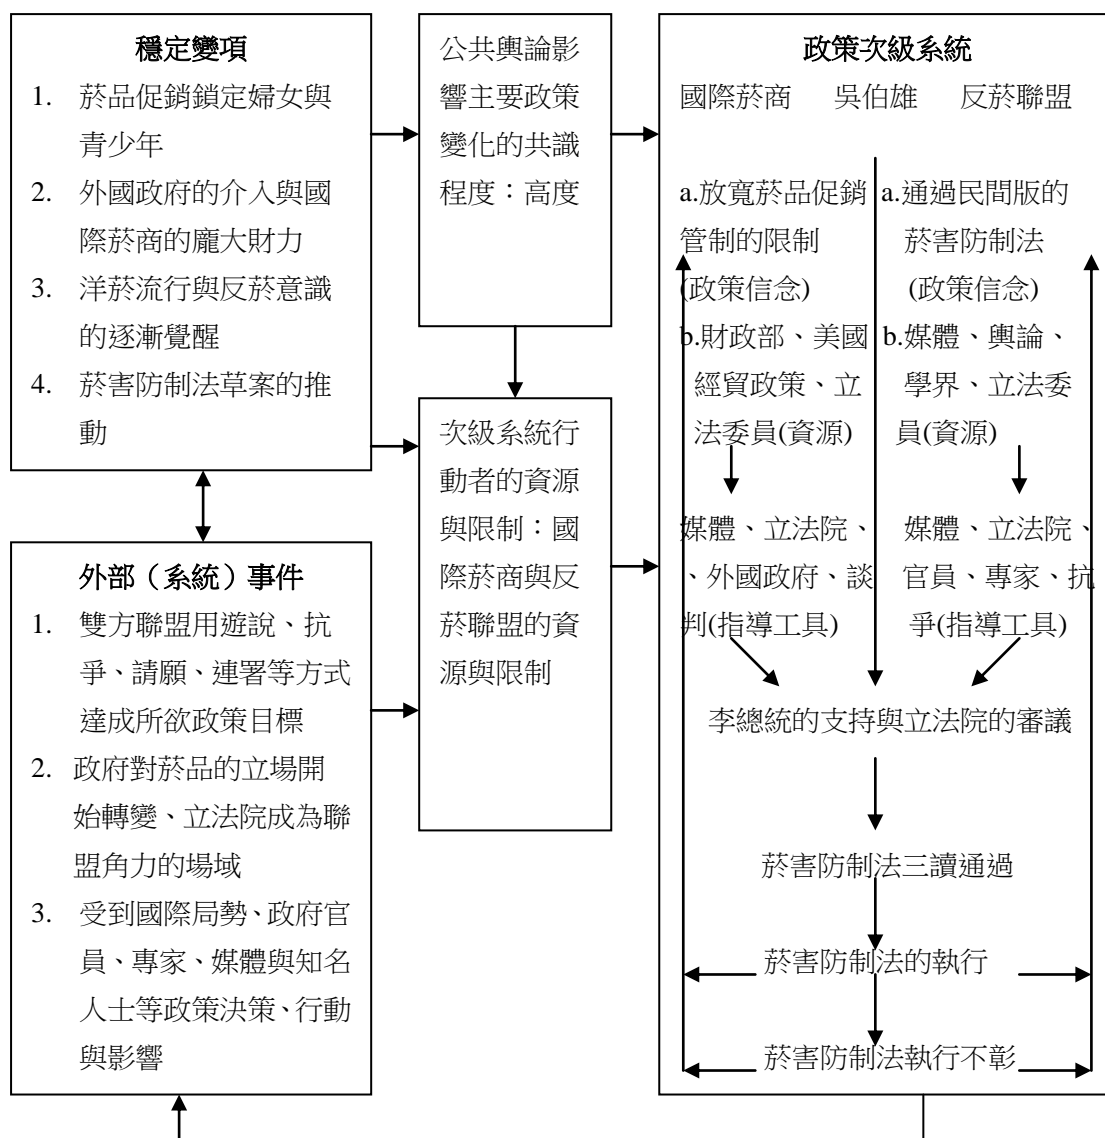 穩定變項
1. 菸品促銷鎖定婦女與
青少年
2. 外國政府的介入與國
際菸商的龐大財力
3. 洋菸流行與反菸意識
的逐漸覺醒
4. 菸害防制法草案的推
動
外部（系統）事件
1. 雙方聯盟用遊說、抗
爭、請願、連署等方式
達成所欲政策目標
2. 政府對菸品的立場開
始轉變、立法院成為聯
盟角力的場域
3. 受到國際局勢、政府官
員、專家、媒體與知名
人士等政策決策、行動
與影響
公共輿論影
響主要政策
變化的共識
程度：高度
次級系統行
動者的資源
與限制：國
際菸商與反
菸聯盟的資
源與限制
政策次級系統
國際菸商 吳伯雄 反菸聯盟
a.放寬菸品促銷
管制的限制
(政策信念)
b.財政部、美國
經貿政策、立
法委員(資源)
媒體、立法院、
、外國政府、談
判(指導工具)
a.通過民間版的
菸害防制法
(政策信念)
b.媒體、輿論、
學界、立法委
員(資源)
媒體、立法院、
官員、專家、抗
爭(指導工具)
李總統的支持與立法院的審議
菸害防制法三讀通過
菸害防制法的執行
菸害防制法執行不彰